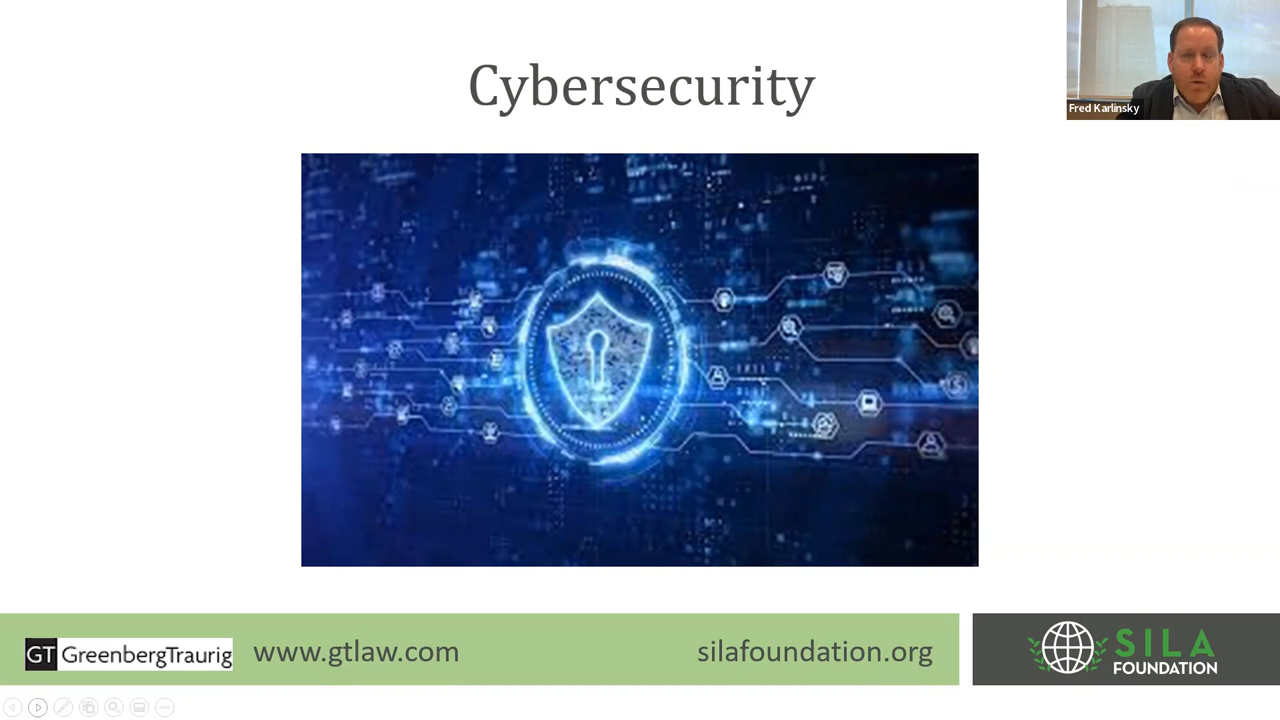 Cybersecurity
Fred Karlinsky
GT GreenbergTraurig
www.gtlaw.com
silafoundation.org
SILA
FOUNDATION